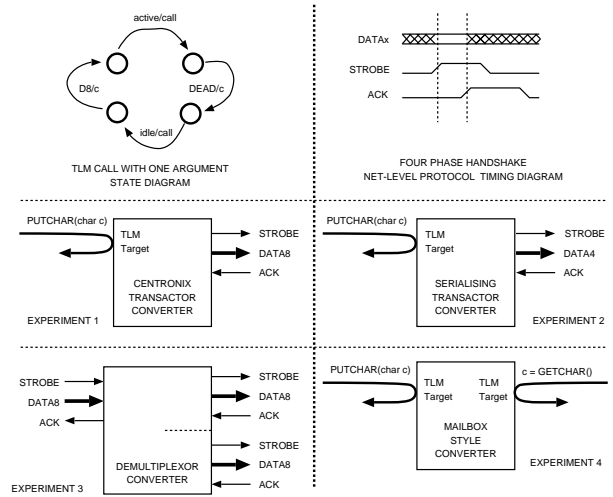 active/call
D8/c
DEAD/c
idle/call
TLM CALL WITH ONE ARGUMENT
STATE DIAGRAM
DATAx
STROBE
ACK
FOUR PHASE HANDSHAKE
NET-LEVEL PROTOCOL TIMING DIAGRAM
PUTCHAR(char c)
TLM
Target
CENTRONIX
TRANSACTOR
CONVERTER
STROBE
DATA8
ACK
EXPERIMENT 1
PUTCHAR(char c)
TLM
Target
SERIALISING
TRANSACTOR
CONVERTER
STROBE
DATA4
ACK
EXPERIMENT 2
STROBE
DATA8
ACK
DEMULTIPLEXOR
CONVERTER
STROBE
DATA8
ACK
STROBE
DATA8
ACK
EXPERIMENT 3
PUTCHAR(char c)
TLM
Target
TLM
Target
MAILBOX
STYLE
CONVERTER
c = GETCHAR()
EXPERIMENT 4